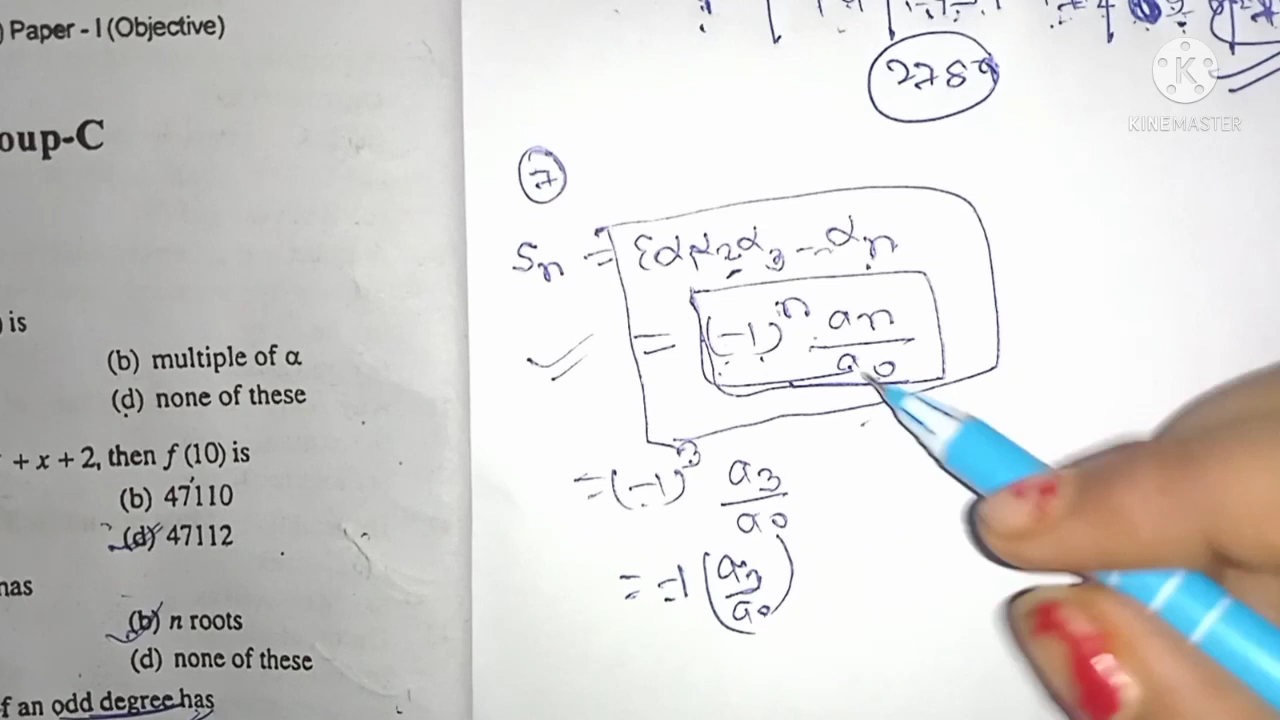 ) Paper - I (Objective)
oup-C
) is
(b) multiple of α
(d) none of these
+ x + 2, then f (10) is
(b) 47110
(d) 47112
has
(b) n roots
(d) none of these
f an odd degree has
2789
KINEMASTER
7
Sn = Σα1α2α3 --- αn
= (-1)^n an/a0
= (-1)^3 a3/a0
= -1 (a3/a0)